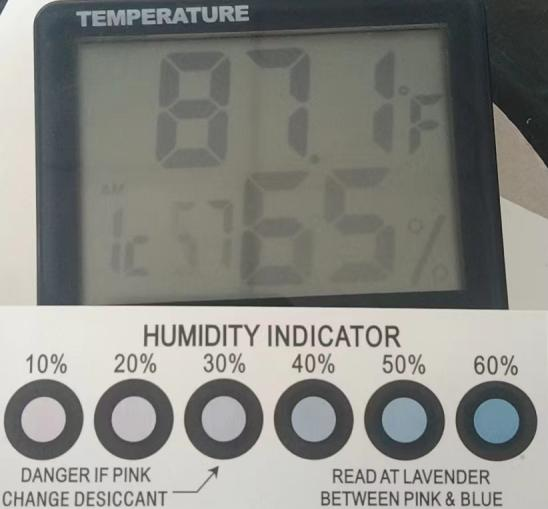 TEMPERATURE
87.1°F
AM
65%
HUMIDITY INDICATOR
10% 20% 30% 40% 50% 60%
DANGER IF PINK
CHANGE DESICCANT
READ AT LAVENDER
BETWEEN PINK & BLUE